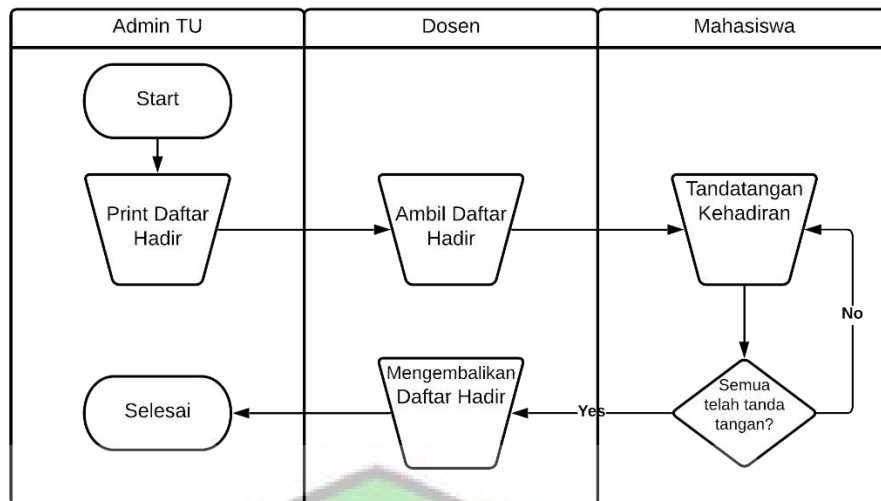 Admin TU
Dosen
Mahasiswa
Start
Print Daftar
Hadir
Ambil Daftar
Hadir
Tandatangan
Kehadiran
No
Selesai
Mengembalikan
Daftar Hadir
Yes
Semua
telah tanda
tangan?